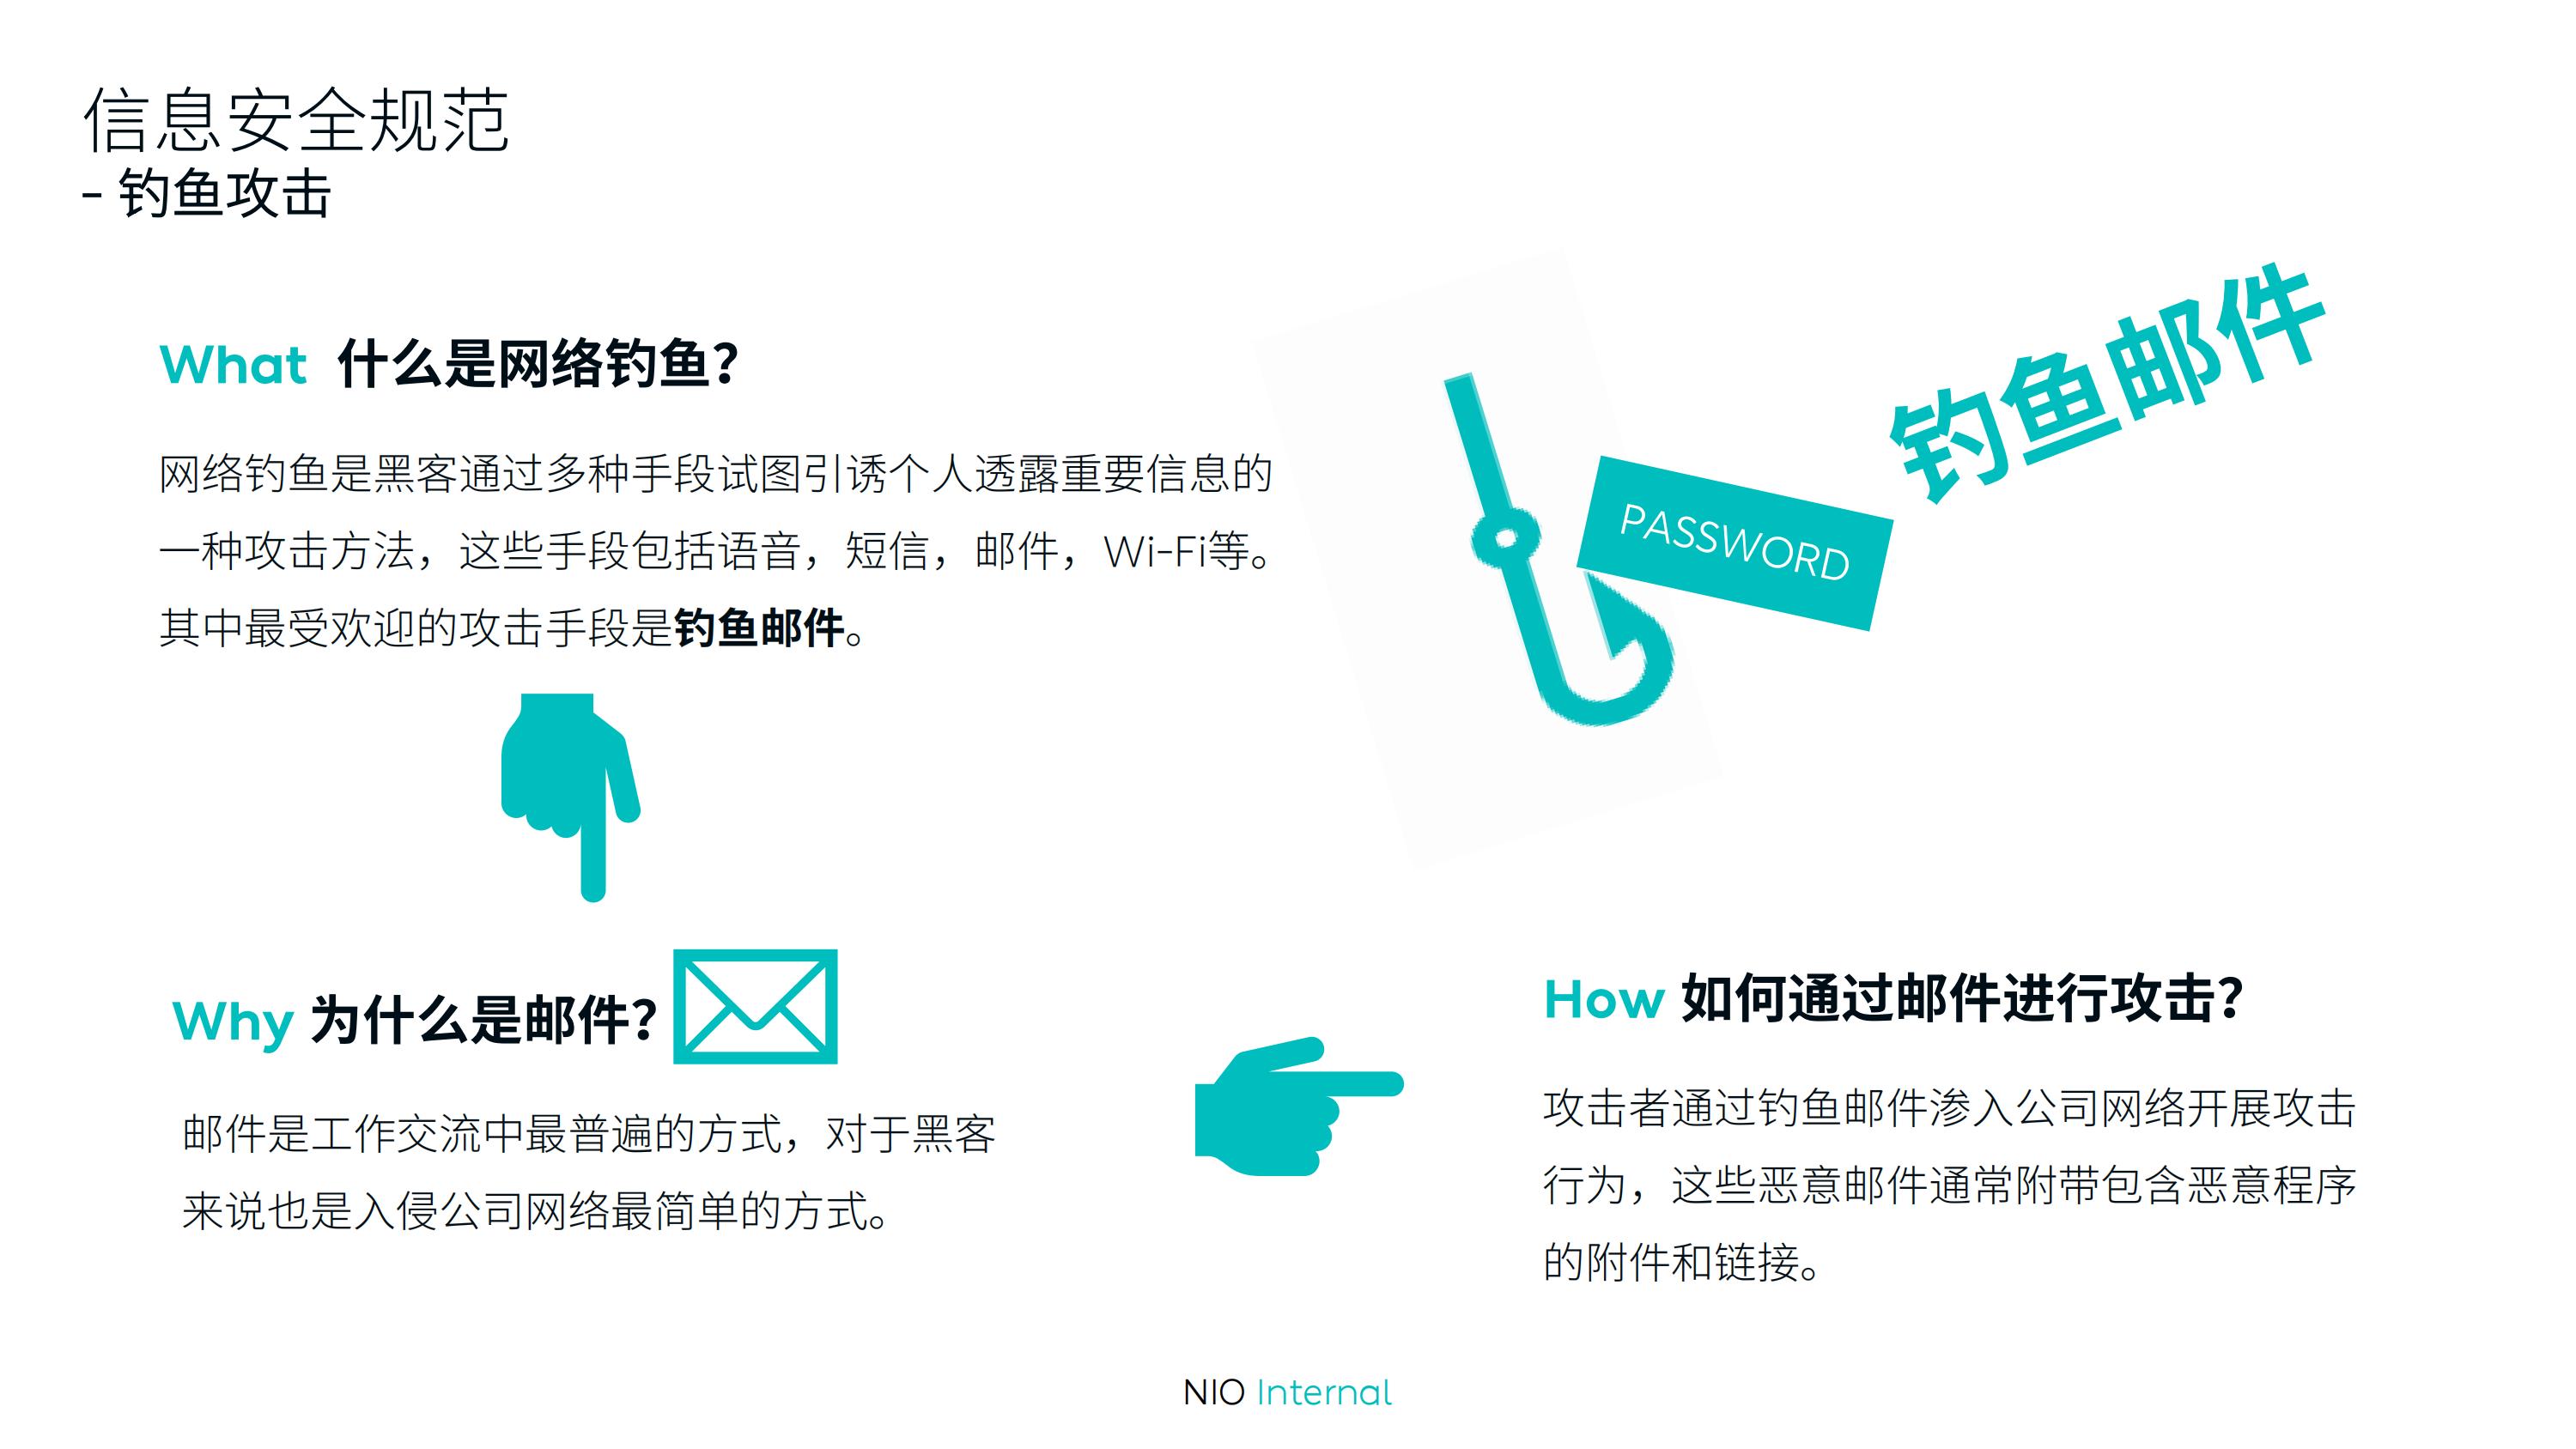 信息安全规范
- 钓鱼攻击
What 什么是网络钓鱼？
网络钓鱼是黑客通过多种手段试图引诱个人透露重要信息的
一种攻击方法，这些手段包括语音，短信，邮件，Wi-Fi等。
其中最受欢迎的攻击手段是钓鱼邮件。
钓鱼邮件
PASSWORD
Why 为什么是邮件？
邮件是工作交流中最普遍的方式，对于黑客
来说也是入侵公司网络最简单的方式。
How 如何通过邮件进行攻击？
攻击者通过钓鱼邮件渗入公司网络开展攻击
行为，这些恶意邮件通常附带包含恶意程序
的附件和链接。
NIO Internal